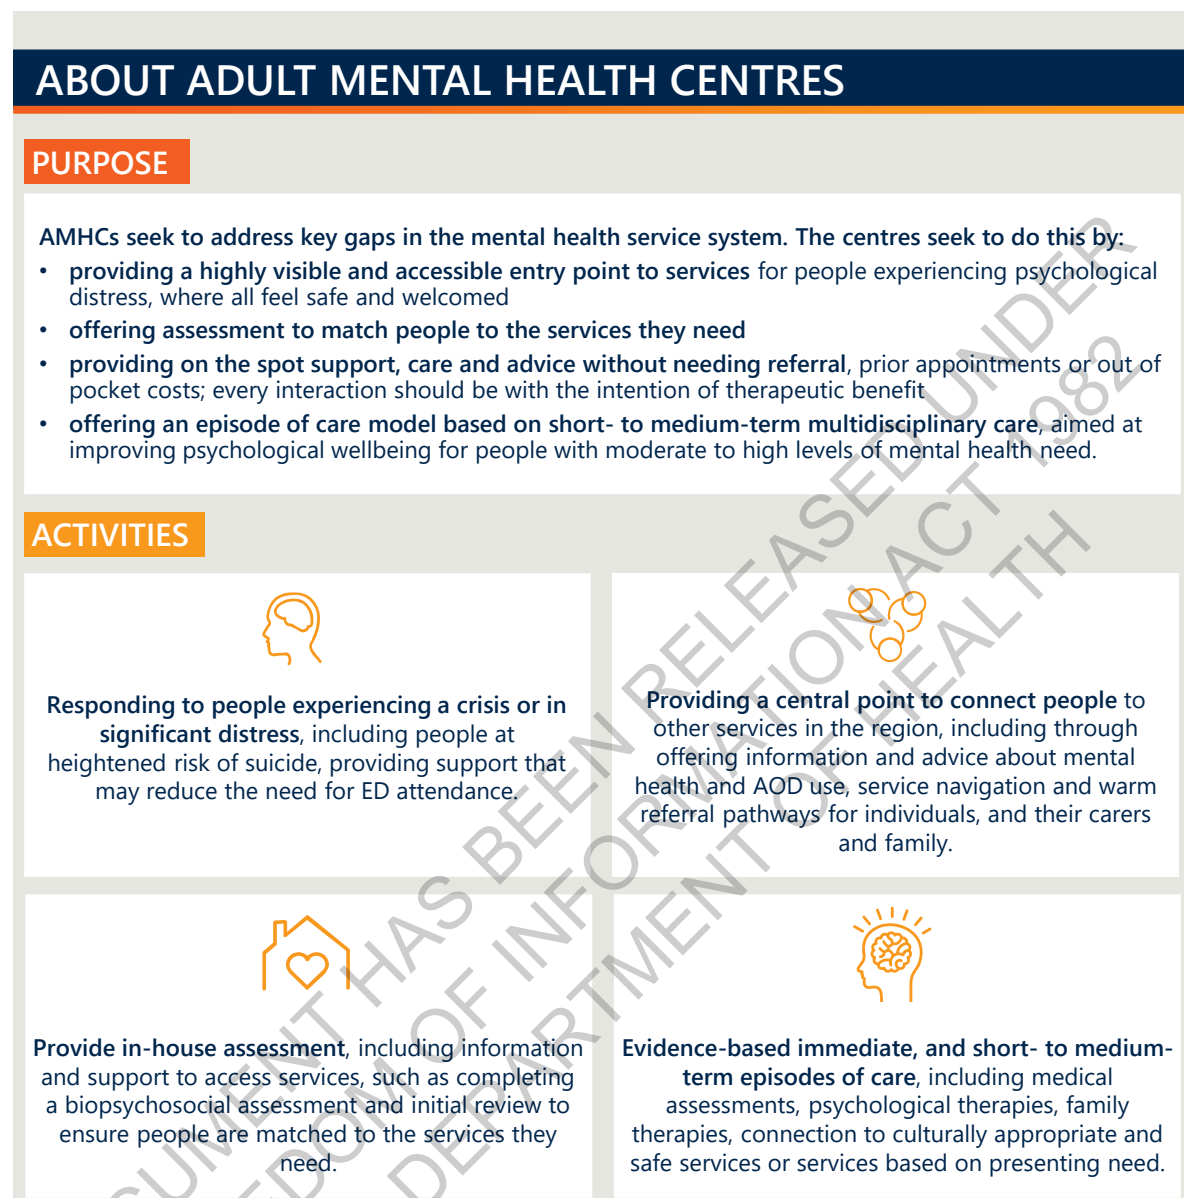 ABOUT ADULT MENTAL HEALTH CENTRES
PURPOSE
AMHCs seek to address key gaps in the mental health service system. The centres seek to do this by:
• providing a highly visible and accessible entry point to services for people experiencing psychological
distress, where all feel safe and welcomed
• offering assessment to match people to the services they need
• providing on the spot support, care and advice without needing referral, prior appointments or out of
pocket costs; every interaction should be with the intention of therapeutic benefit
• offering an episode of care model based on short- to medium-term multidisciplinary care, aimed at
improving psychological wellbeing for people with moderate to high levels of mental health need.
ACTIVITIES
Responding to people experiencing a crisis or in
significant distress, including people at
heightened risk of suicide, providing support that
may reduce the need for ED attendance.
Providing a central point to connect people to
other services in the region, including through
offering information and advice about mental
health and AOD use, service navigation and warm
referral pathways for individuals, and their carers
and family.
Provide in-house assessment, including information
and support to access services, such as completing
a biopsychosocial assessment and initial review to
ensure people are matched to the services they
need.
Evidence-based immediate, and short- to medium-
term episodes of care, including medical
assessments, psychological therapies, family
therapies, connection to culturally appropriate and
safe services or services based on presenting need.
HAS BEEN RELEASED UNDER
OF INFORMATION ACT 1982
DEPARTMENT OF HEALTH